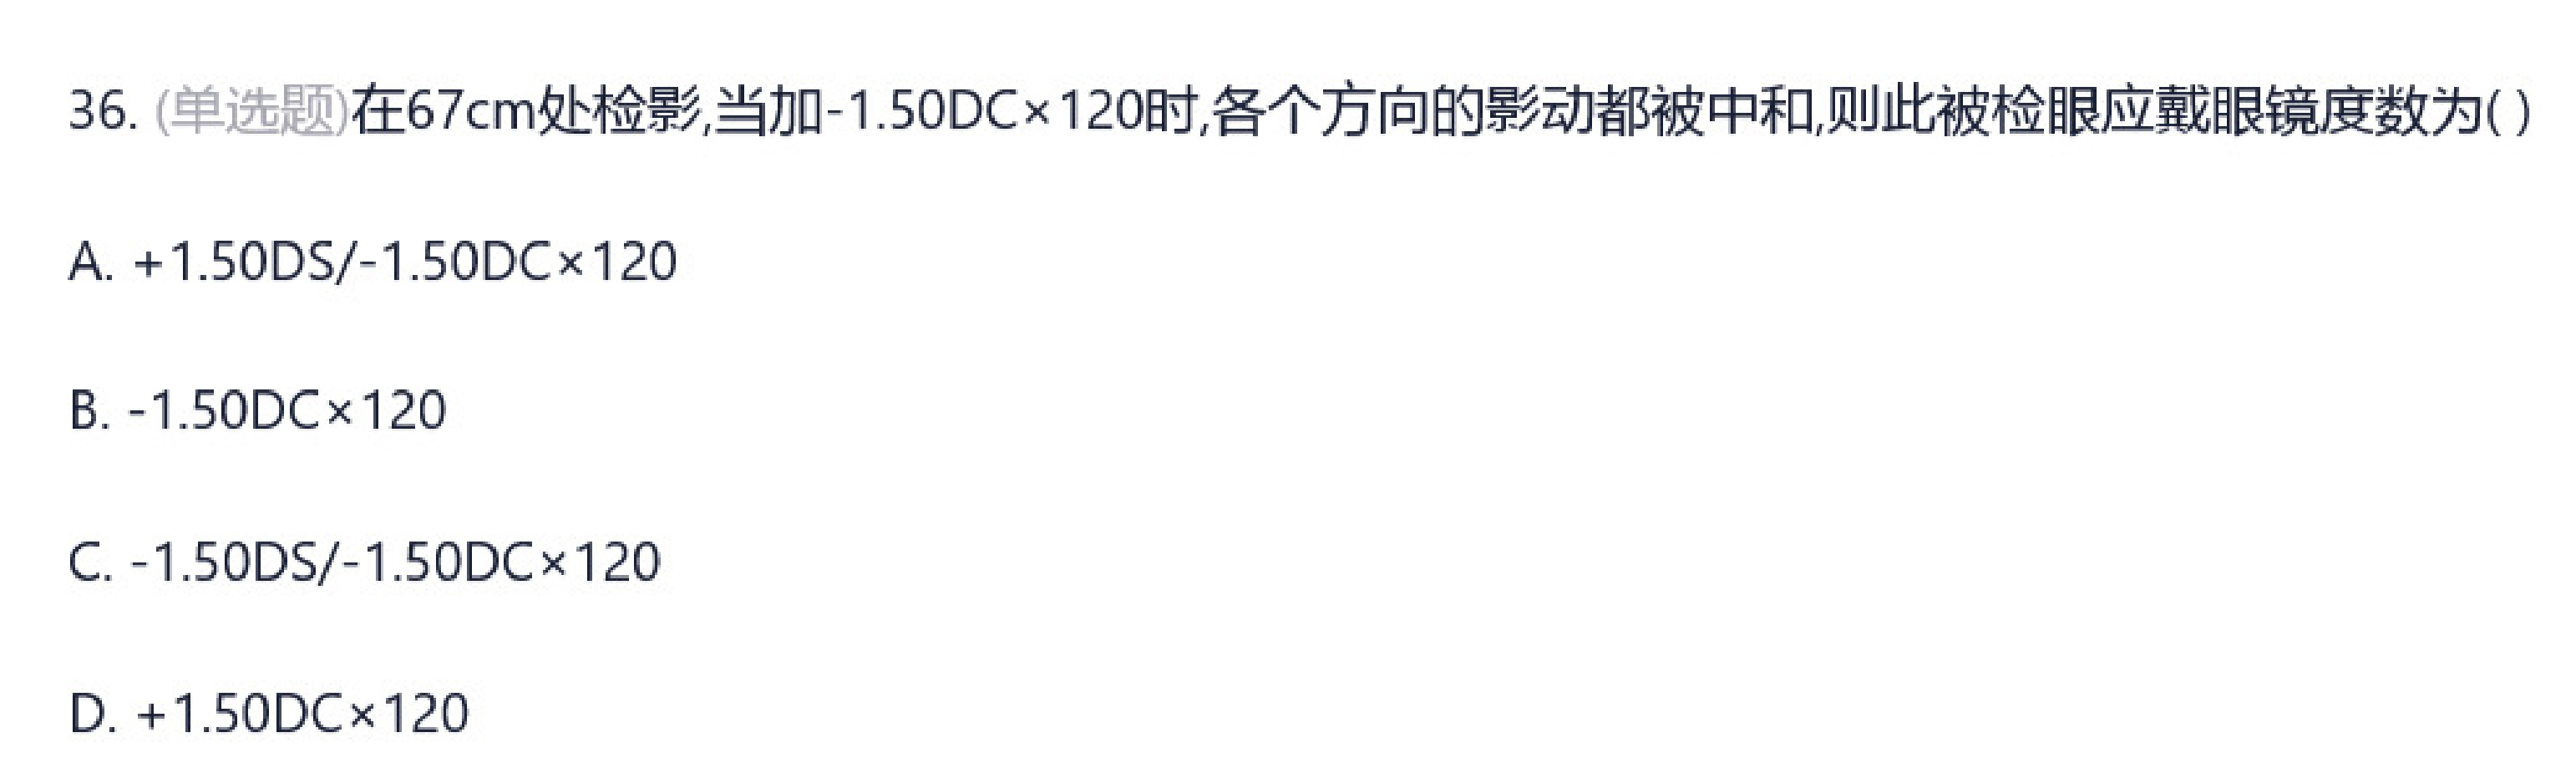 36. (单选题)在67cm处检影,当加-1.50DC×120时,各个方向的影动都被中和,则此被检眼应戴眼镜度数为( )
A. +1.50DS/-1.50DC×120
B. -1.50DC×120
C. -1.50DS/-1.50DC×120
D. +1.50DC×120